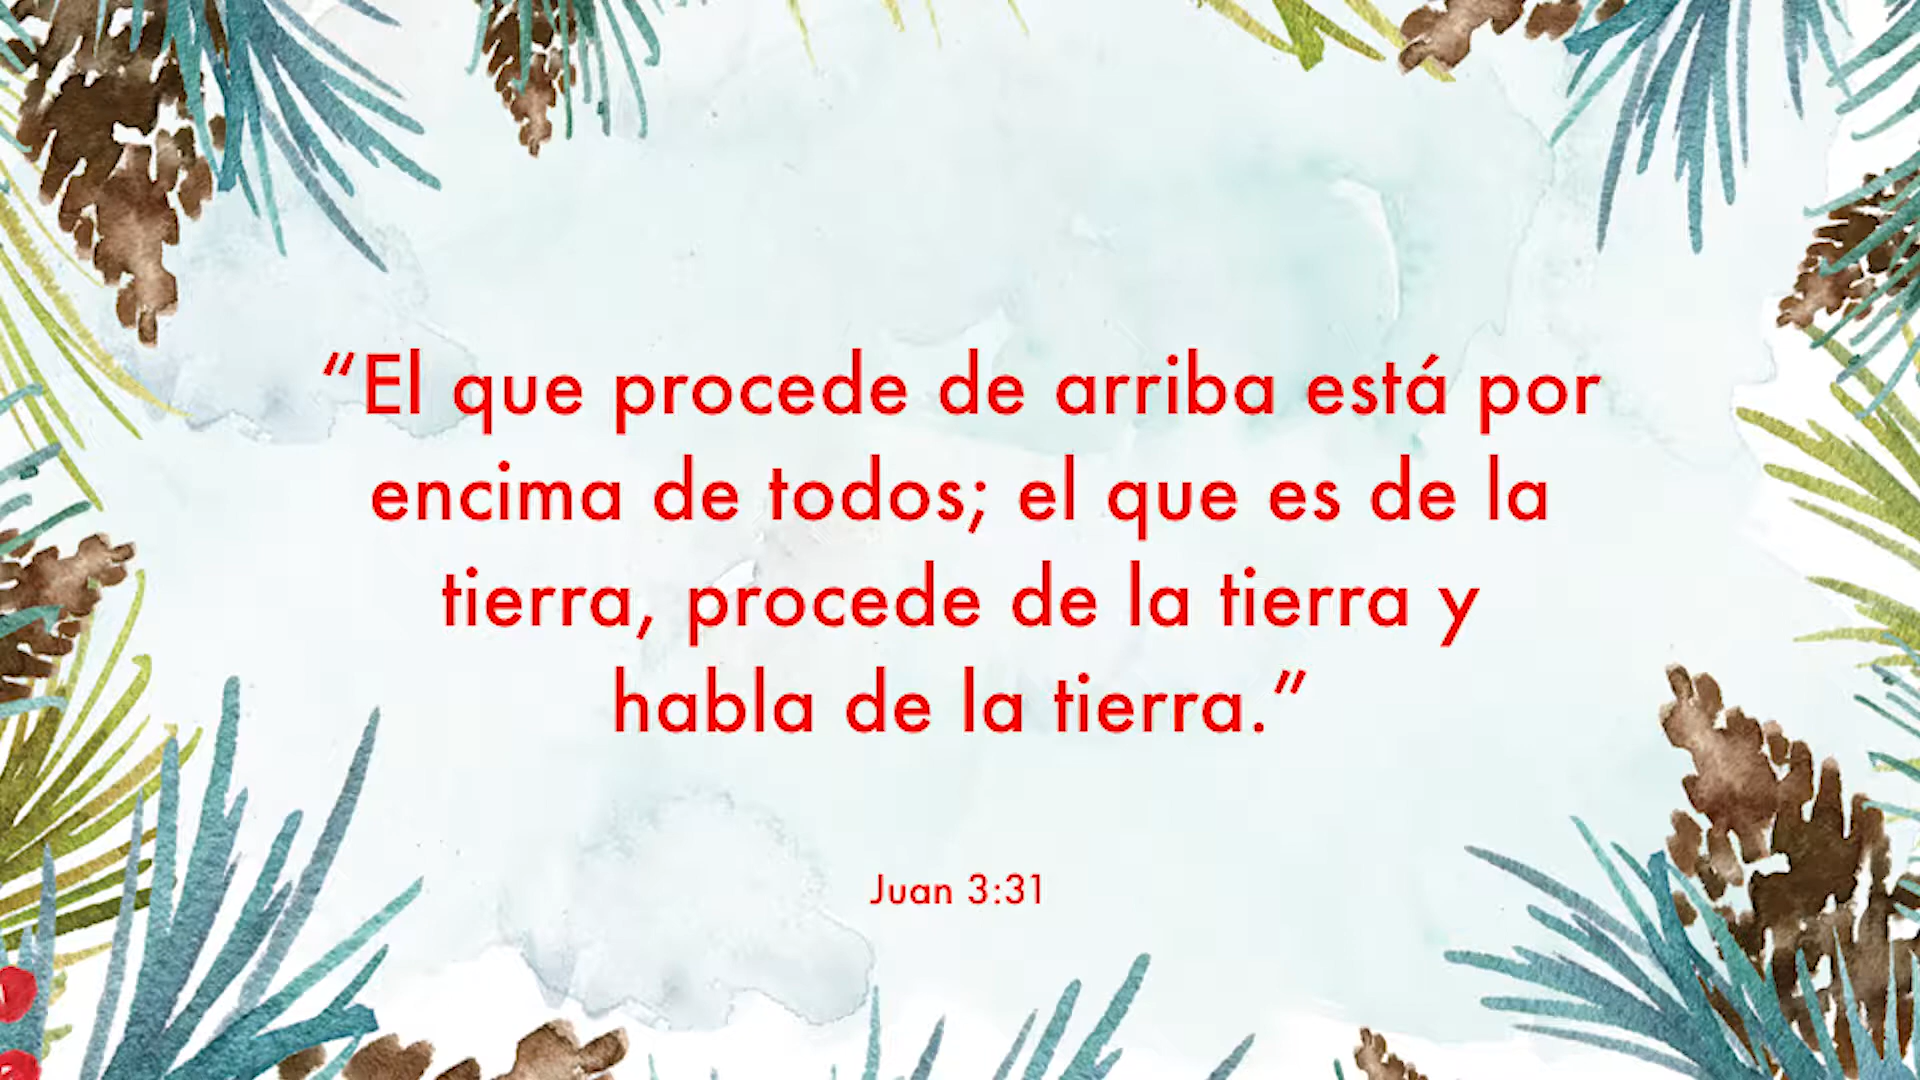 “El que procede de arriba está por
encima de todos; el que es de la
tierra, procede de la tierra y
habla de la tierra.”
Juan 3:31